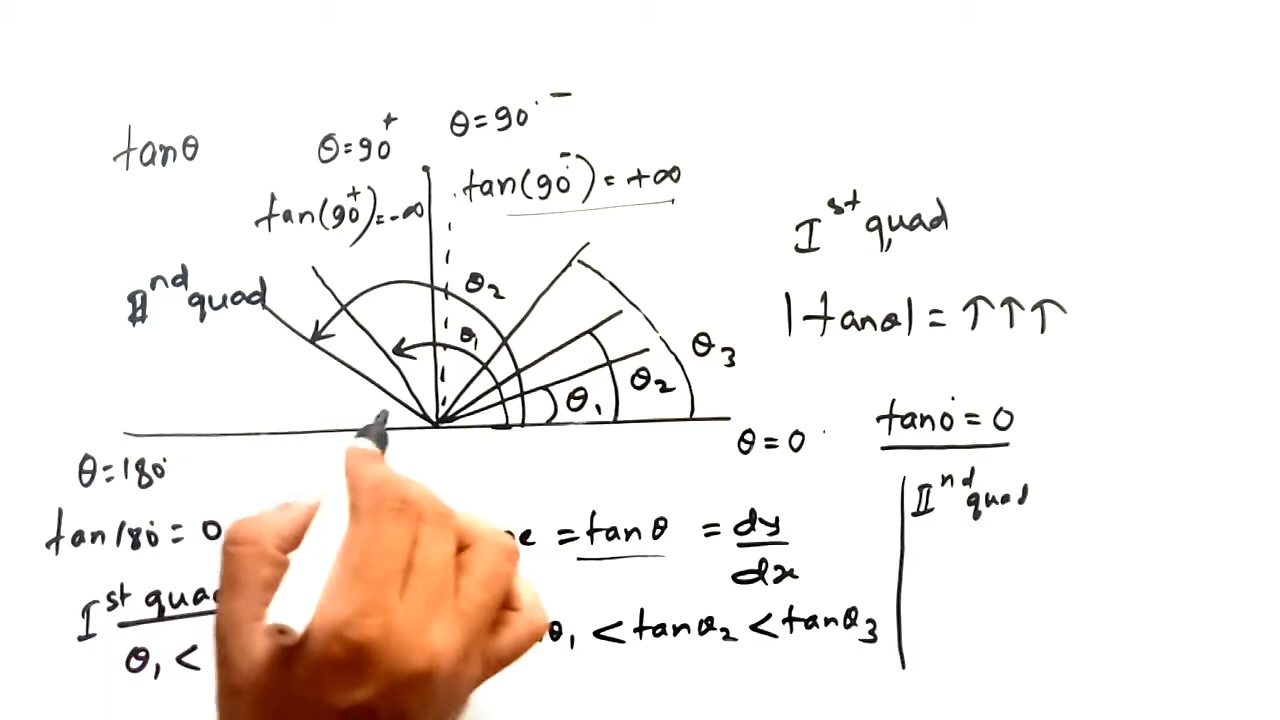 tanθ
θ=90⁺
θ=90°⁻
tan(90⁺)=-∞
tan(90°⁻)=+∞
Iˢᵗ quad
IIⁿᵈ quad
θ₂
θ₁
|tanθ| = ↑↑↑
θ₃
θ₂
θ₁
θ=0°
tan0°=0
θ=180°
IIⁿᵈ quad
tan180°=0
=tanθ = dy/dx
Iˢᵗ quad
θ₁ <
θ₁ < tanθ₂ < tanθ₃